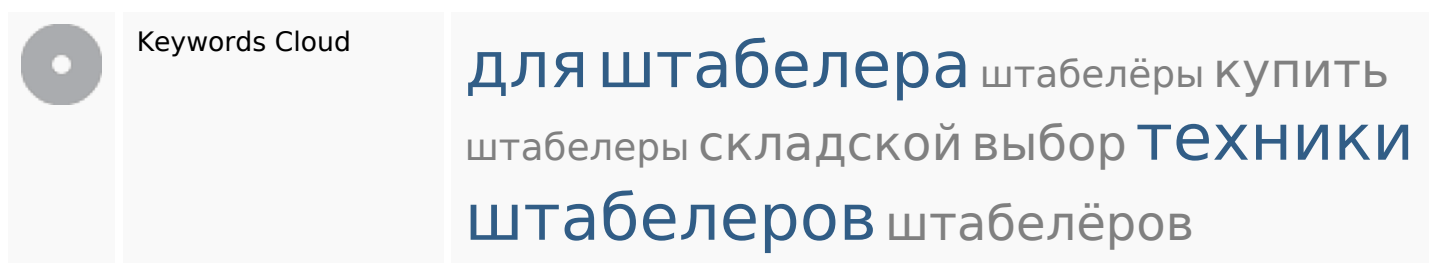 Keywords Cloud
для штабелера штабелёры купить
штабелеры складской выбор техники
штабелеров штабелёров